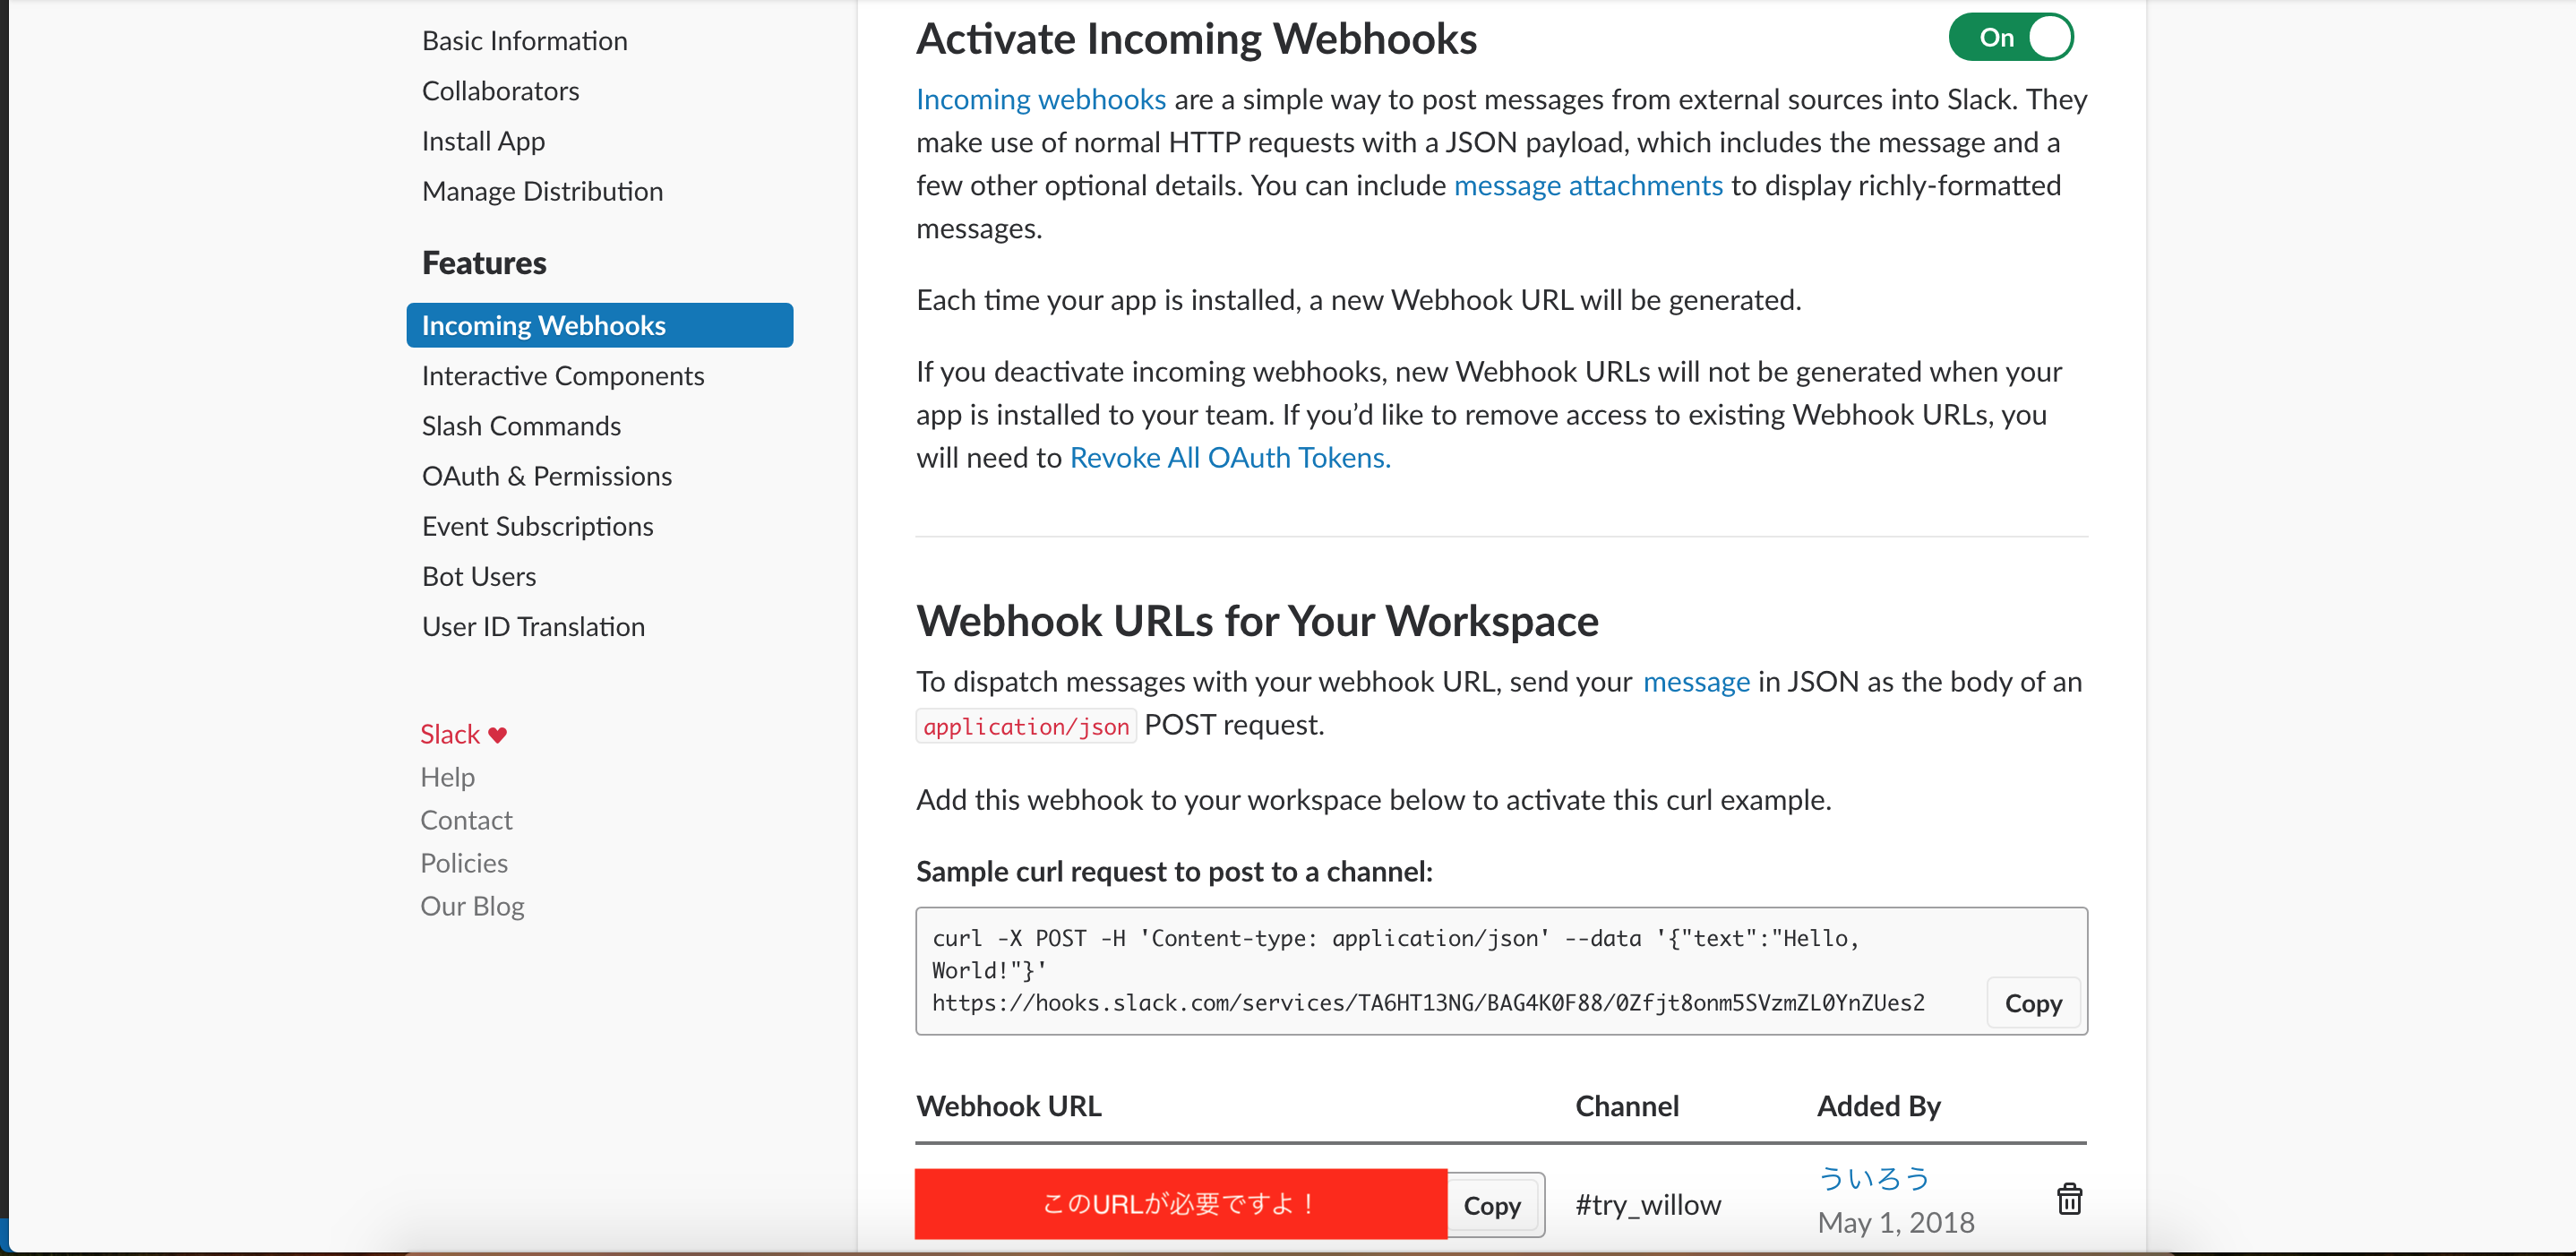 Basic Information
Collaborators
Install App
Manage Distribution
Features
Incoming Webhooks
Interactive Components
Slash Commands
OAuth & Permissions
Event Subscriptions
Bot Users
User ID Translation
Slack ♥
Help
Contact
Policies
Our Blog
Activate Incoming Webhooks
On
Incoming webhooks are a simple way to post messages from external sources into Slack. They
make use of normal HTTP requests with a JSON payload, which includes the message and a
few other optional details. You can include message attachments to display richly-formatted
messages.
Each time your app is installed, a new Webhook URL will be generated.
If you deactivate incoming webhooks, new Webhook URLs will not be generated when your
app is installed to your team. If you’d like to remove access to existing Webhook URLs, you
will need to Revoke All OAuth Tokens.
Webhook URLs for Your Workspace
To dispatch messages with your webhook URL, send your message in JSON as the body of an
application/json POST request.
Add this webhook to your workspace below to activate this curl example.
Sample curl request to post to a channel:
curl -X POST -H 'Content-type: application/json' --data '{"text":"Hello,
World!"}'
https://hooks.slack.com/services/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
Copy
Webhook URL Channel Added By
このURLが必要ですよ！ Copy #try_willow ういろう
May 1, 2018